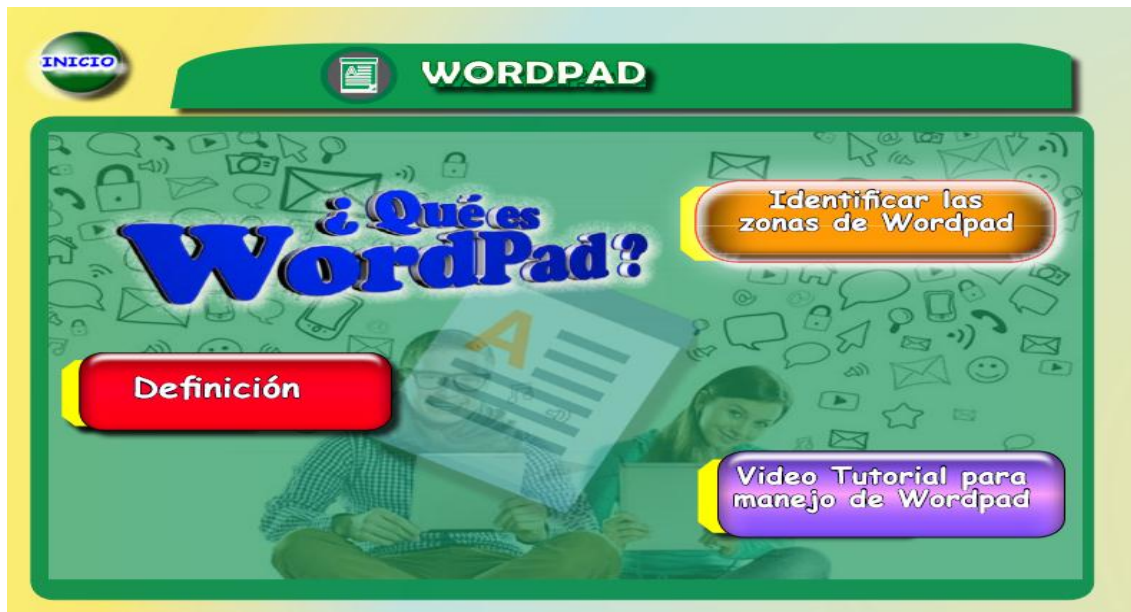 INICIO
WORDPAD
¿Qué es
WordPad?
Identificar las
zonas de Wordpad
Definición
Video Tutorial para
manejo de Wordpad